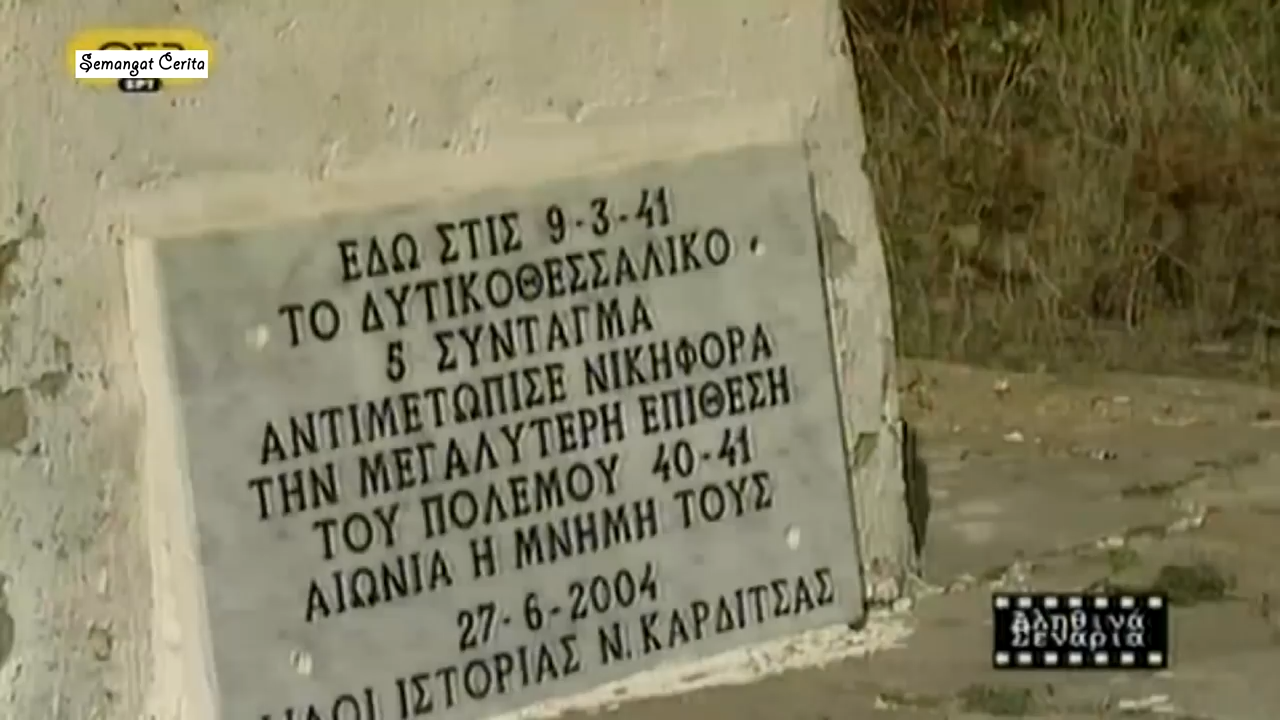 Semangat Cerita
ΕΡΤ
ΕΔΩ ΣΤΙΣ 9-3-41
ΤΟ ΔΥΤΙΚΟΘΕΣΣΑΛΙΚΟ
5 ΣΥΝΤΑΓΜΑ
ΑΝΤΙΜΕΤΩΠΙΣΕ ΝΙΚΗΦΟΡΑ
ΤΗΝ ΜΕΓΑΛΥΤΕΡΗ ΕΠΙΘΕΣΗ
ΤΟΥ ΠΟΛΕΜΟΥ 40-41
ΑΙΩΝΙΑ Η ΜΝΗΜΗ ΤΟΥΣ
27-6-2004
ΙΣΤΟΡΙΑΣ Ν. ΚΑΡΔΙΤΣΑΣ
Αληθινά
Σενάρια